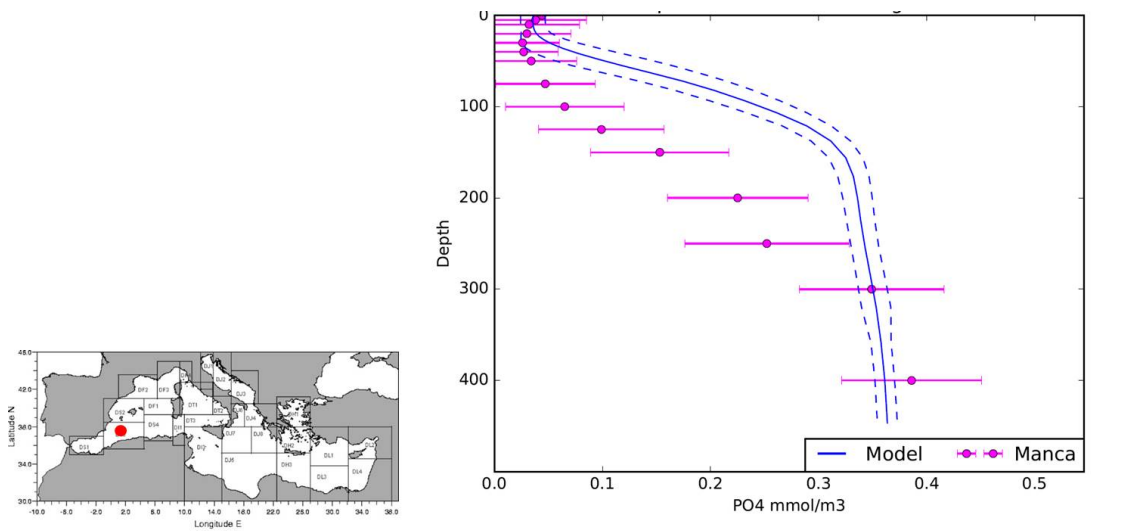 0
100
200
300
400
Depth
0.0 0.1 0.2 0.3 0.4 0.5
PO4 mmol/m3
Model Manca
46.0
42.0
38.0
34.0
30.0
Latitude N
-10.0 -6.0 -2.0 2.0 6.0 10.0 14.0 18.0 22.0 26.0 30.0 34.0 38.0
Longitude E
DF2 DF3 DJ2 DJ3
DS2 DF1 DT1 DT2 DJ4
DS4 DI1 DT3 DJ7 DJ8
DS1 DH2 DL1 DL2
DJ6 DH3 DL3 DL4